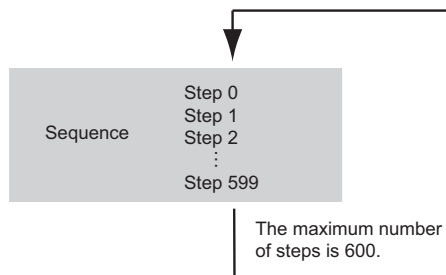 Step 0
Step 1
Sequence
Step 2
⋮
Step 599
The maximum number
of steps is 600.